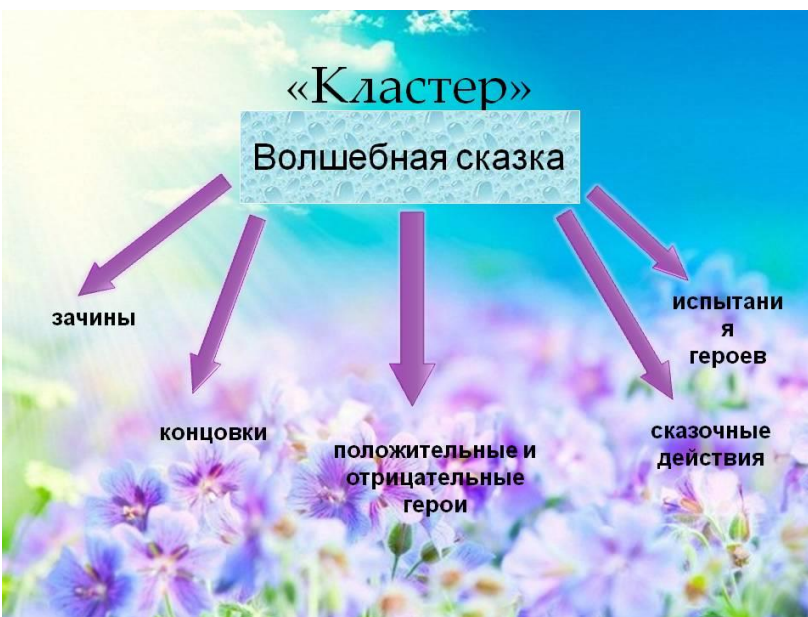 «Кластер»
Волшебная сказка
зачины
концовки
положительные и
отрицательные
герои
сказочные
действия
испытани
я
героев